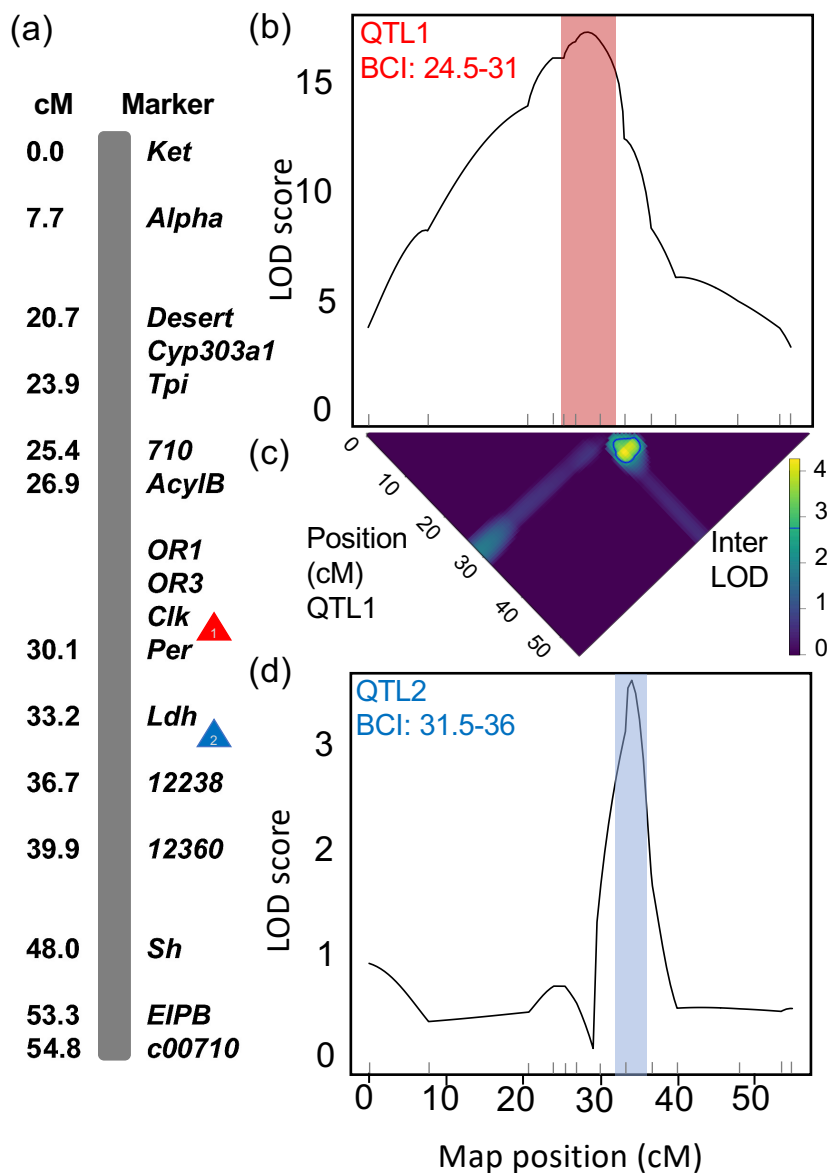 (a)
cM Marker
0.0 Ket
7.7 Alpha
20.7 Desert
Cyp303a1
23.9 Tpi
25.4 710
26.9 AcylB
OR1
OR3
Clk
1
30.1 Per
33.2 Ldh
2
36.7 12238
39.9 12360
48.0 Sh
53.3 ElPB
54.8 c00710
(b)
QTL1
BCI: 24.5-31
LOD score
15
10
5
0
(c)
0
10
20
30
40
50
Position
(cM)
QTL1
Inter
LOD
4
3
2
1
0
(d)
QTL2
BCI: 31.5-36
LOD score
3
2
1
0
0 10 20 30 40 50
Map position (cM)